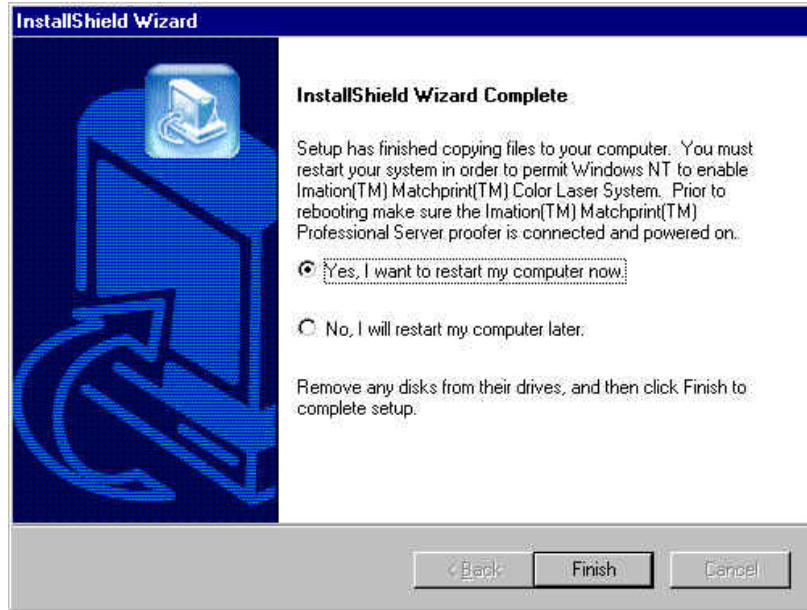 InstallShield Wizard
InstallShield Wizard Complete
Setup has finished copying files to your computer. You must
restart your system in order to permit Windows NT to enable
Imation(TM) Matchprint(TM) Color Laser System. Prior to
rebooting make sure the Imation(TM) Matchprint(TM)
Professional Server proofer is connected and powered on.
Yes, I want to restart my computer now.
No, I will restart my computer later.
Remove any disks from their drives, and then click Finish to
complete setup.
< Back
Finish
Cancel